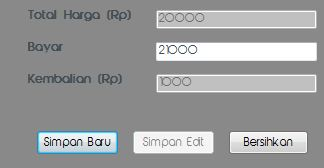 Total Harga (Rp) 20000
Bayar 21000
Kembalian (Rp) 1000
Simpan Baru Simpan Edit Bersihkan